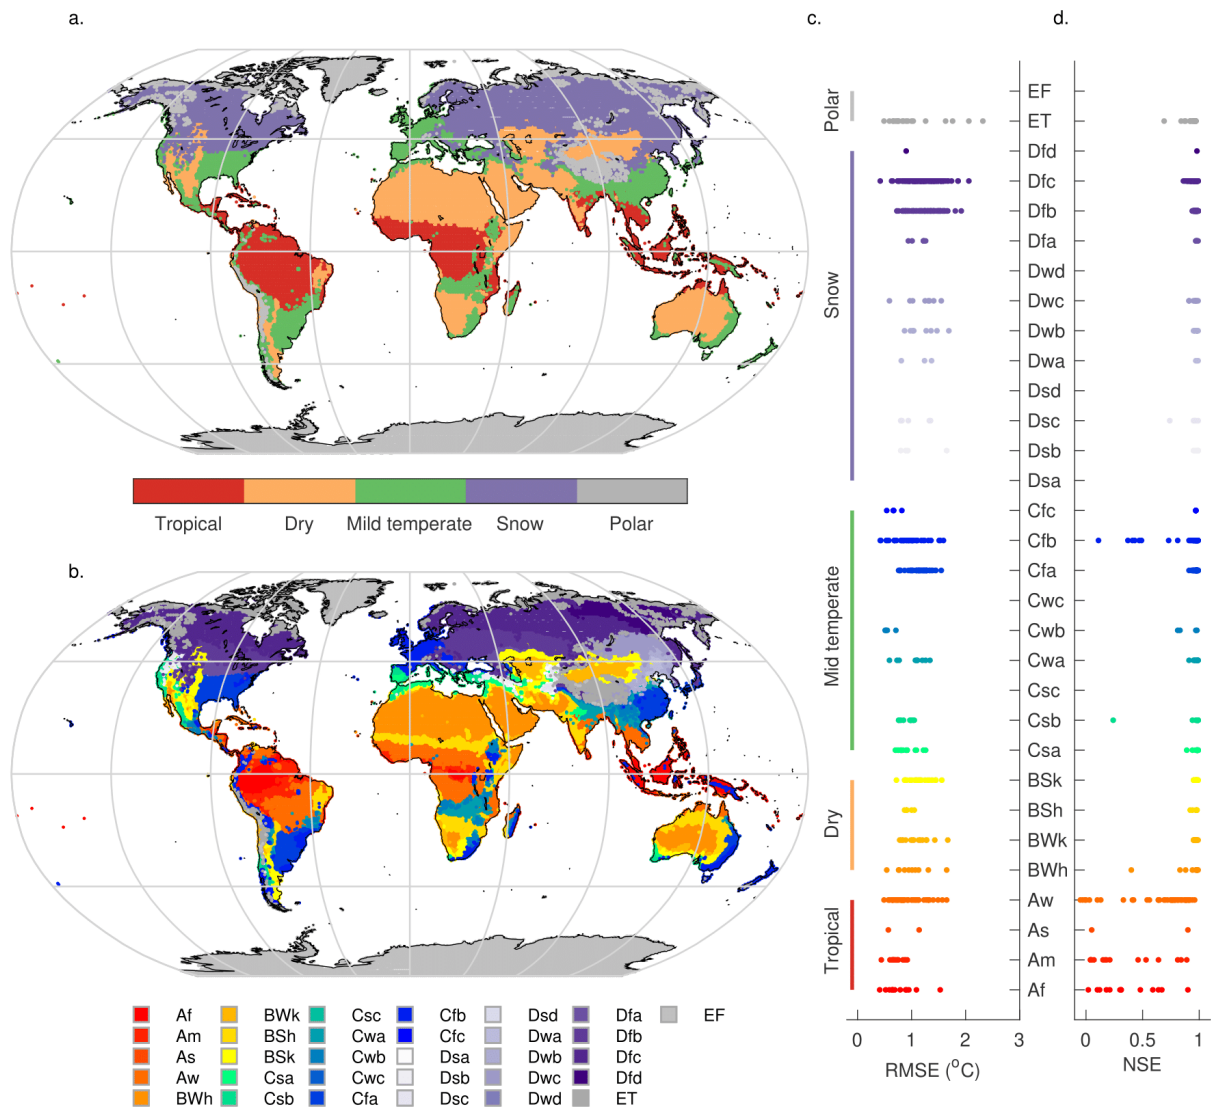 a.
c.
d.
Tropical Dry Mild temperate Snow Polar
b.
Polar
Snow
Mild temperate
Dry
Tropical
EF
ET
Dfd
Dfc
Dfb
Dfa
Dwd
Dwc
Dwb
Dwa
Dsd
Dsc
Dsb
Dsa
Cfc
Cfb
Cfa
Cwc
Cwb
Cwa
Csc
Csb
Csa
BSk
BSh
BWk
BWh
Aw
As
Am
Af
0 1 2 3
RMSE (°C)
0 0.5 1
NSE
Af BWk Csc Cfb Dsd Dfa EF
Am BSh Cwa Cfc Dwa Dfb
As BSk Cwb Dsa Dwb Dfc
Aw Csa Cwc Dsb Dwc Dfd
BWh Csb Cfa Dsc Dwd ET